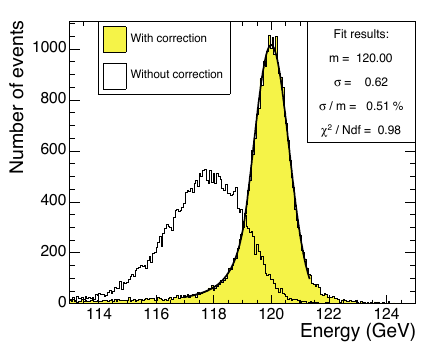 With correction
Without correction
Fit results:
m = 120.00
σ = 0.62
σ / m = 0.51 %
χ² / Ndf = 0.98
Number of events
1000
800
600
400
200
0
114 116 118 120 122 124
Energy (GeV)